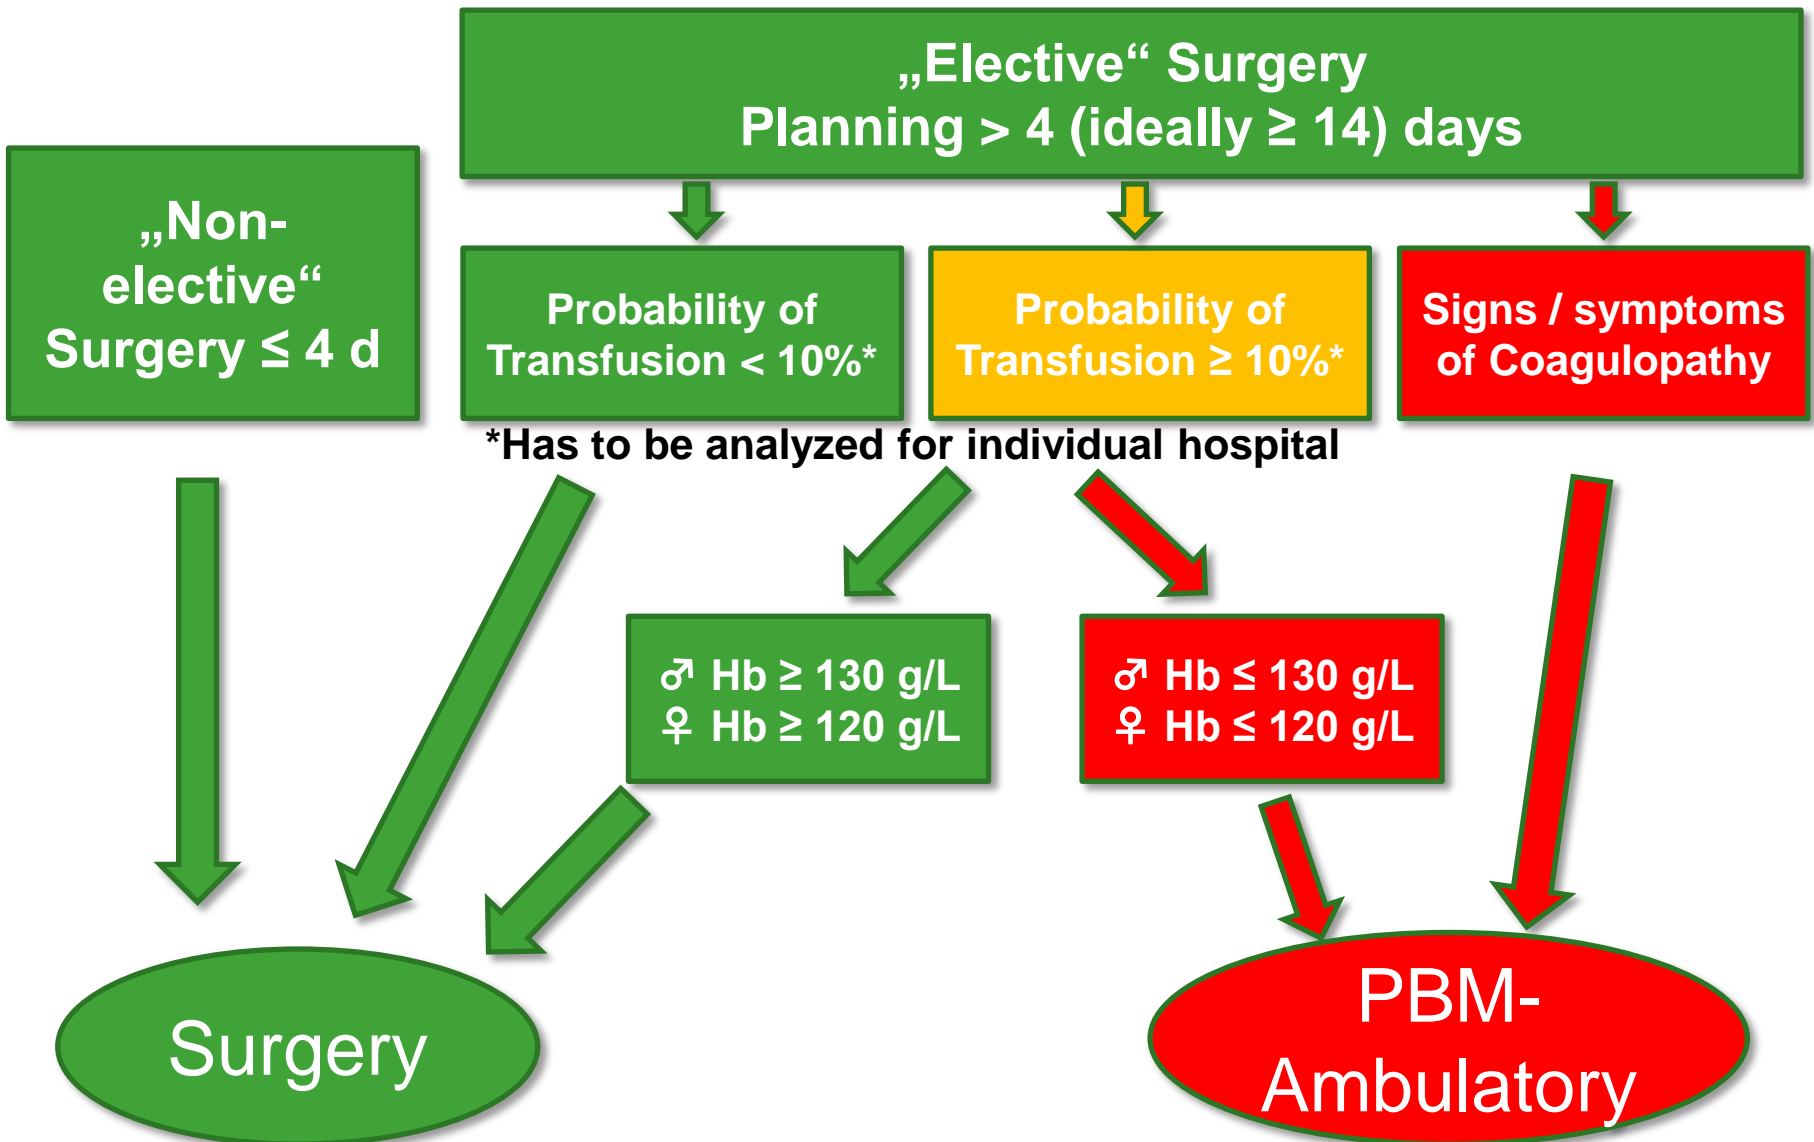 „Elective“ Surgery
Planning > 4 (ideally ≥ 14) days
„Non-
elective“
Surgery ≤ 4 d
Probability of
Transfusion < 10%*
Probability of
Transfusion ≥ 10%*
Signs / symptoms
of Coagulopathy
*Has to be analyzed for individual hospital
♂ Hb ≥ 130 g/L
♀ Hb ≥ 120 g/L
♂ Hb ≤ 130 g/L
♀ Hb ≤ 120 g/L
Surgery
PBM-
Ambulatory